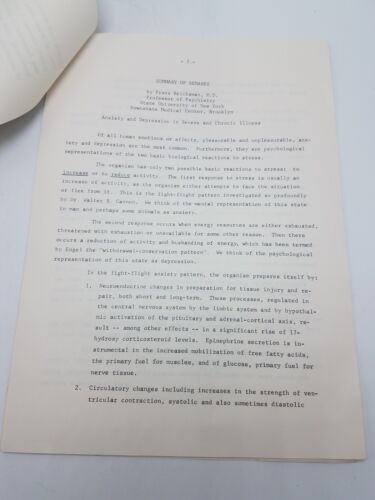 SUMMARY OF REMARKS
by Franz Reichsman, M.D.
Professor of Psychiatry
State University of New York
Downstate Medical Center, Brooklyn
Anxiety and Depression in Severe and Chronic Illness
Of all human emotions or affects, pleasurable and unpleasurable, anx-
iety and depression are the most common. Furthermore, they are psychological
representations of the two basic biological reactions to stress.
The organism has only two possible basic reactions to stress: to
increase or to reduce activity. The first response to stress is usually an
increase of activity, as the organism either attempts to face the situation
or flee from it. This is the fight-flight pattern investigated so profoundly
by Dr. Walter B. Cannon. We think of the mental representation of this state
in man and perhaps some animals as anxiety.
The second response occurs when energy resources are either exhausted,
threatened with exhaustion or unavailable for some other reason. Then there
occurs a reduction of activity and husbanding of energy, which has been termed
by Engel the "withdrawal-conservation pattern". We think of the psychological
representation of this state as depression.
In the fight-flight anxiety pattern, the organism prepares itself by:
1. Neuroendocrine changes in preparation for tissue injury and re-
pair, both short and long-term. These processes, regulated in
the central nervous system by the limbic system and by hypothal-
mic activation of the pituitary and adrenal-cortical axis, re-
sult -- among other effects -- in a significant rise of 17-
hydroxy corticosteroid levels. Epinephrine secretion is in-
strumental in the increased mobilization of free fatty acids,
the primary fuel for muscles, and of glucose, primary fuel for
nerve tissue.
2. Circulatory changes including increases in the strength of ven-
tricular contraction, systolic and also sometimes diastolic